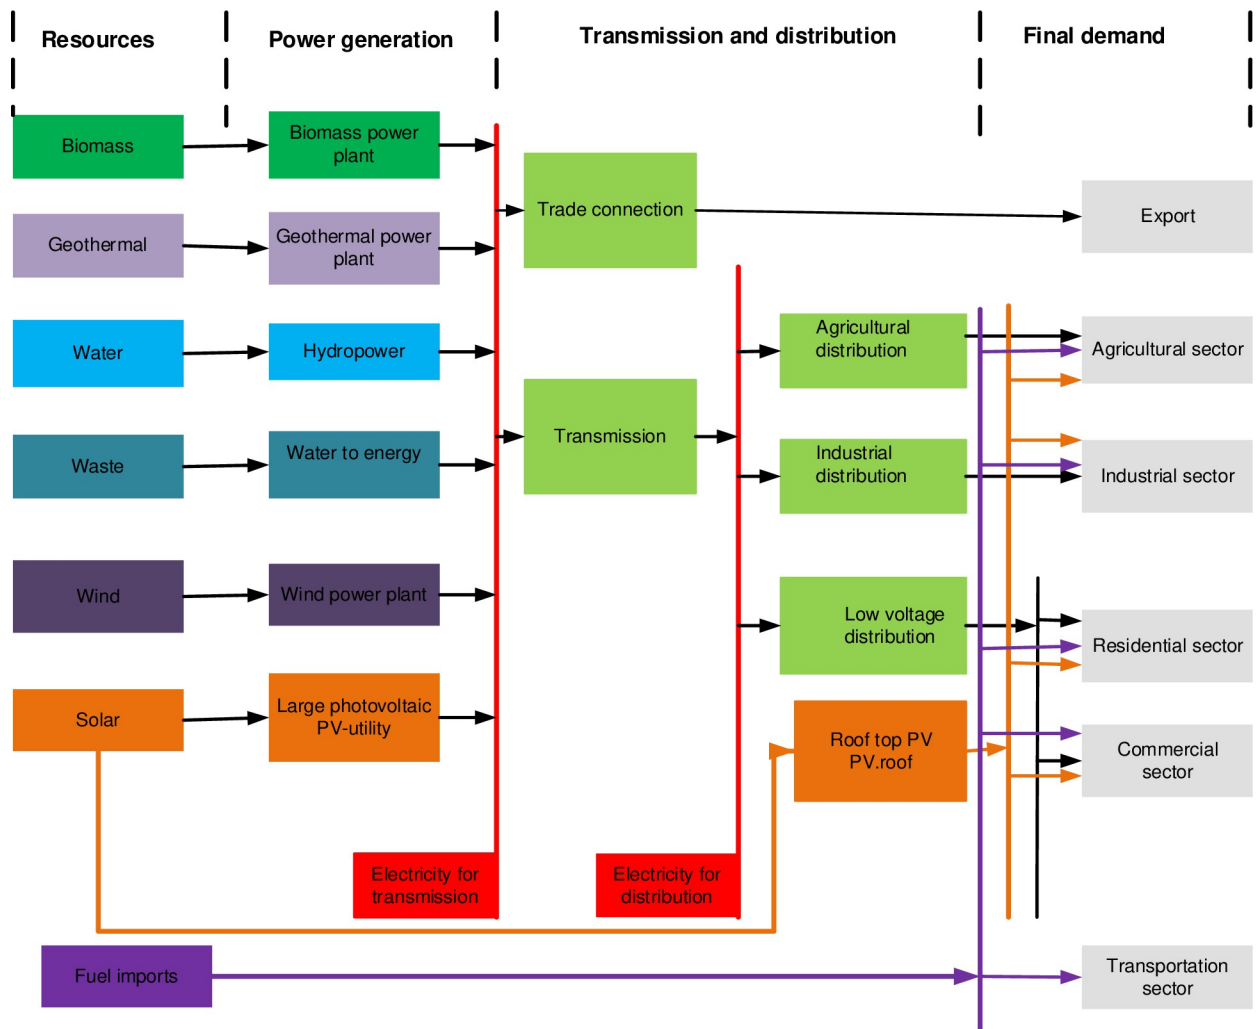 Resources
Power generation
Transmission and distribution
Final demand
Biomass
Biomass power
plant
Trade connection
Export
Geothermal
Geothermal power
plant
Water
Hydropower
Agricultural
distribution
Agricultural sector
Waste
Water to energy
Transmission
Industrial
distribution
Industrial sector
Wind
Wind power plant
Low voltage
distribution
Residential sector
Solar
Large photovoltaic
PV-utility
Roof top PV
PV.roof
Commercial
sector
Electricity for
transmission
Electricity for
distribution
Fuel imports
Transportation
sector